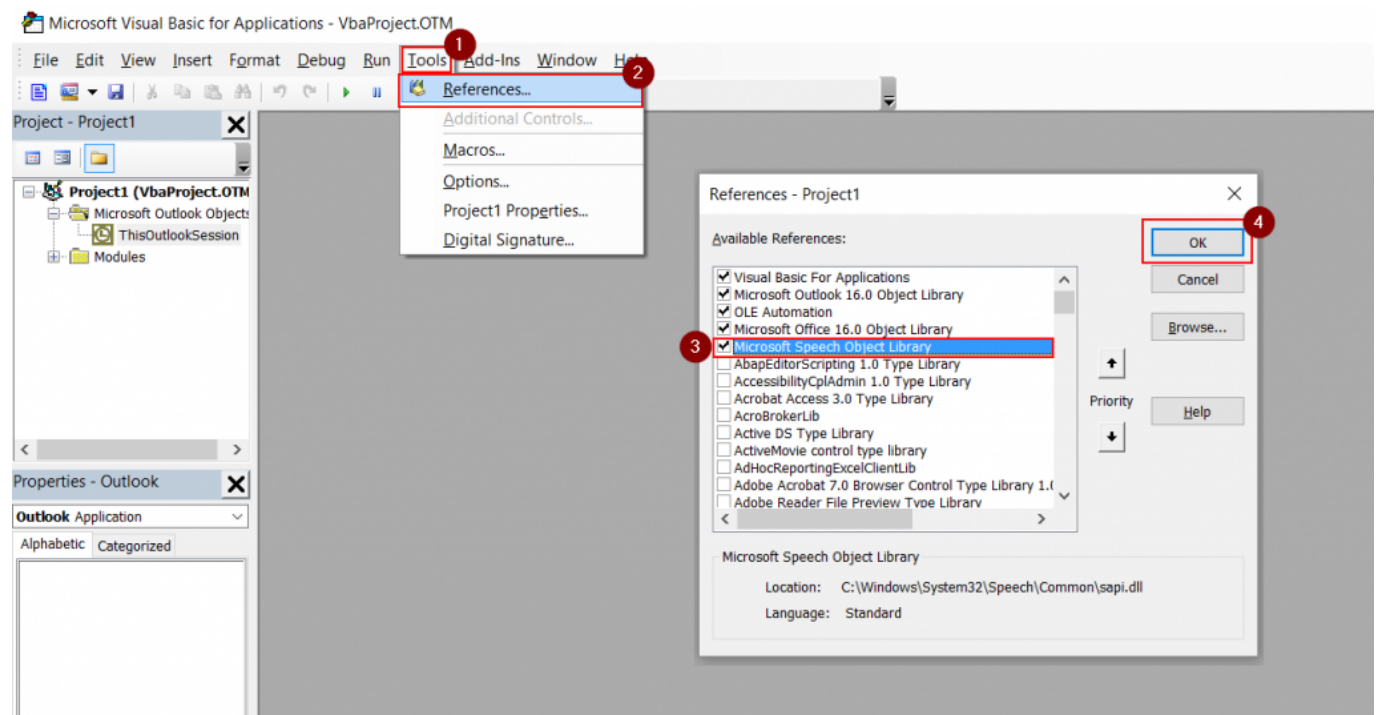 Microsoft Visual Basic for Applications - VbaProject.OTM
1
File Edit View Insert Format Debug Run Tools Add-Ins Window Help
2
References...
Additional Controls...
Macros...
Options...
Project1 Properties...
Digital Signature...
Project - Project1
Project1 (VbaProject.OTM
Microsoft Outlook Objects
ThisOutlookSession
Modules
Properties - Outlook
Outlook Application
Alphabetic Categorized
References - Project1
4
Available References:
OK
Cancel
Browse...
Priority
Help
Visual Basic For Applications
Microsoft Outlook 16.0 Object Library
OLE Automation
Microsoft Office 16.0 Object Library
3 Microsoft Speech Object Library
AbapEditorScripting 1.0 Type Library
AccessibilityCplAdmin 1.0 Type Library
Acrobat Access 3.0 Type Library
AcroBrokerLib
Active DS Type Library
ActiveMovie control type library
AdHocReportingExcelClientLib
Adobe Acrobat 7.0 Browser Control Type Library 1.(
Adobe Reader File Preview Type Library
Microsoft Speech Object Library
Location: C:\Windows\System32\Speech\Common\sapi.dll
Language: Standard